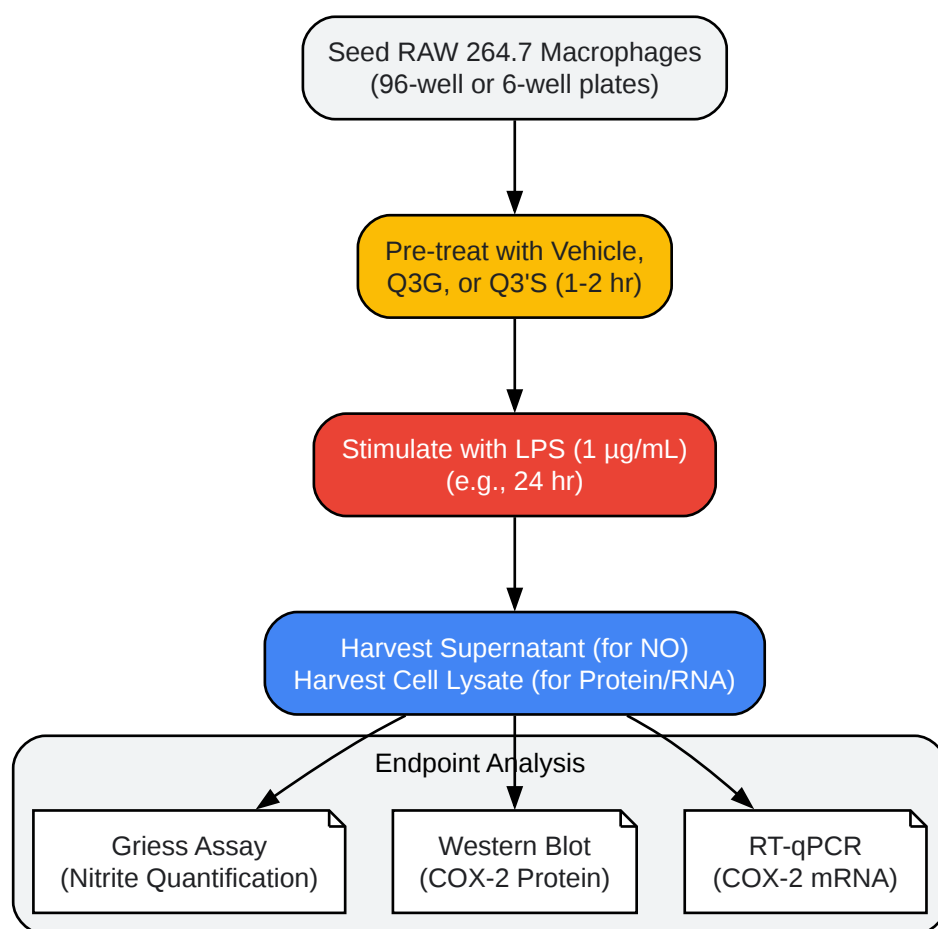 Seed RAW 264.7 Macrophages
(96-well or 6-well plates)
Pre-treat with Vehicle,
Q3G, or Q3'S (1-2 hr)
Stimulate with LPS (1 µg/mL)
(e.g., 24 hr)
Harvest Supernatant (for NO)
Harvest Cell Lysate (for Protein/RNA)
Endpoint Analysis
Griess Assay
(Nitrite Quantification)
Western Blot
(COX-2 Protein)
RT-qPCR
(COX-2 mRNA)